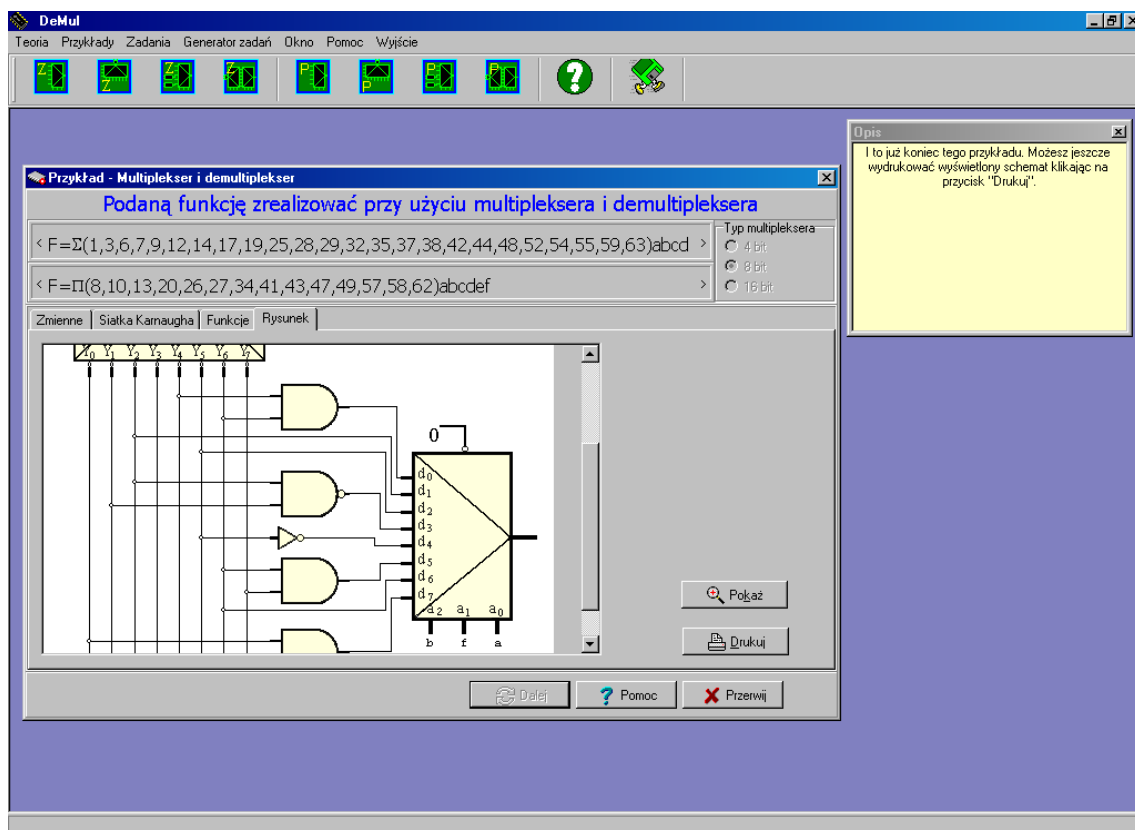 DeMul
Teoria Przykłady Zadania Generator zadań Okno Pomoc Wyjście
Z Z Z Z P P P P ?
Opis
I to już koniec tego przykładu. Możesz jeszcze
wydrukować wyświetlony schemat klikając na
przycisk "Drukuj".
Przykład - Multiplekser i demultiplekser
Podaną funkcję zrealizować przy użyciu multipleksera i demultipleksera
< F=Σ(1,3,6,7,9,12,14,17,19,25,28,29,32,35,37,38,42,44,48,52,54,55,59,63)abcd >
< F=Π(8,10,13,20,26,27,34,41,43,47,49,57,58,62)abcdef >
Typ multipleksera
4 bit
8 bit
16 bit
Zmienne Siatka Karnaugha Funkcje Rysunek
Y0 Y1 Y2 Y3 Y4 Y5 Y6 Y7
0
d0
d1
d2
d3
d4
d5
d6
d7
a2 a1 a0
b f a
Pokaż
Drukuj
Dalej ? Pomoc Przerwij